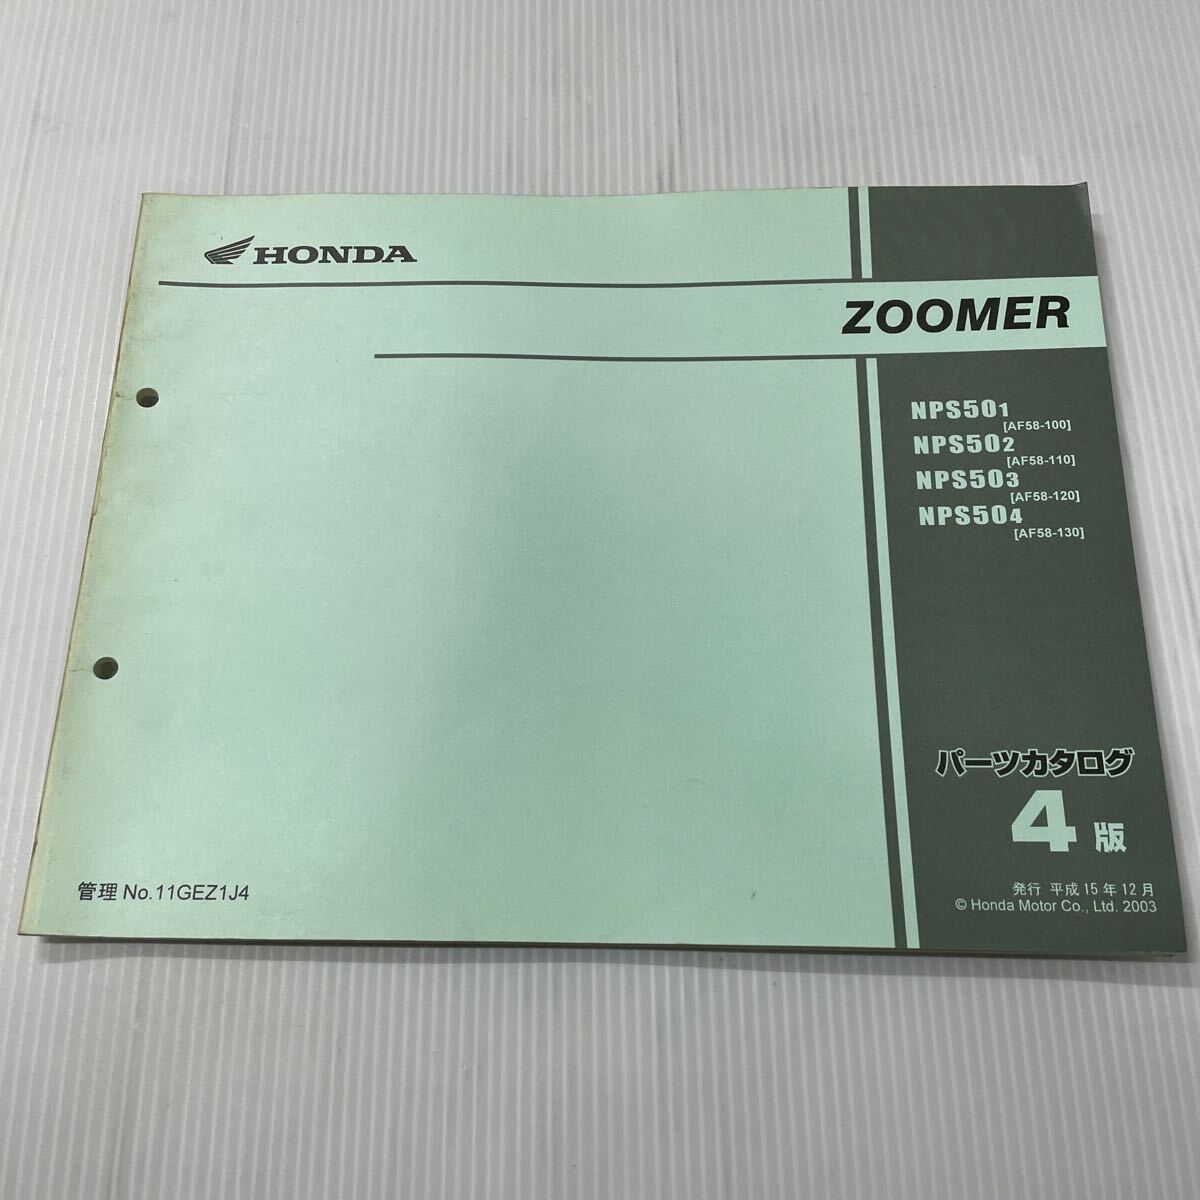 HONDA
ZOOMER
NPS501
[AF58-100]
NPS502
[AF58-110]
NPS503
[AF58-120]
NPS504
[AF58-130]
パーツカタログ
4 版
発行 平成 15 年 12 月
© Honda Motor Co., Ltd. 2003
管理 No.11GEZ1J4